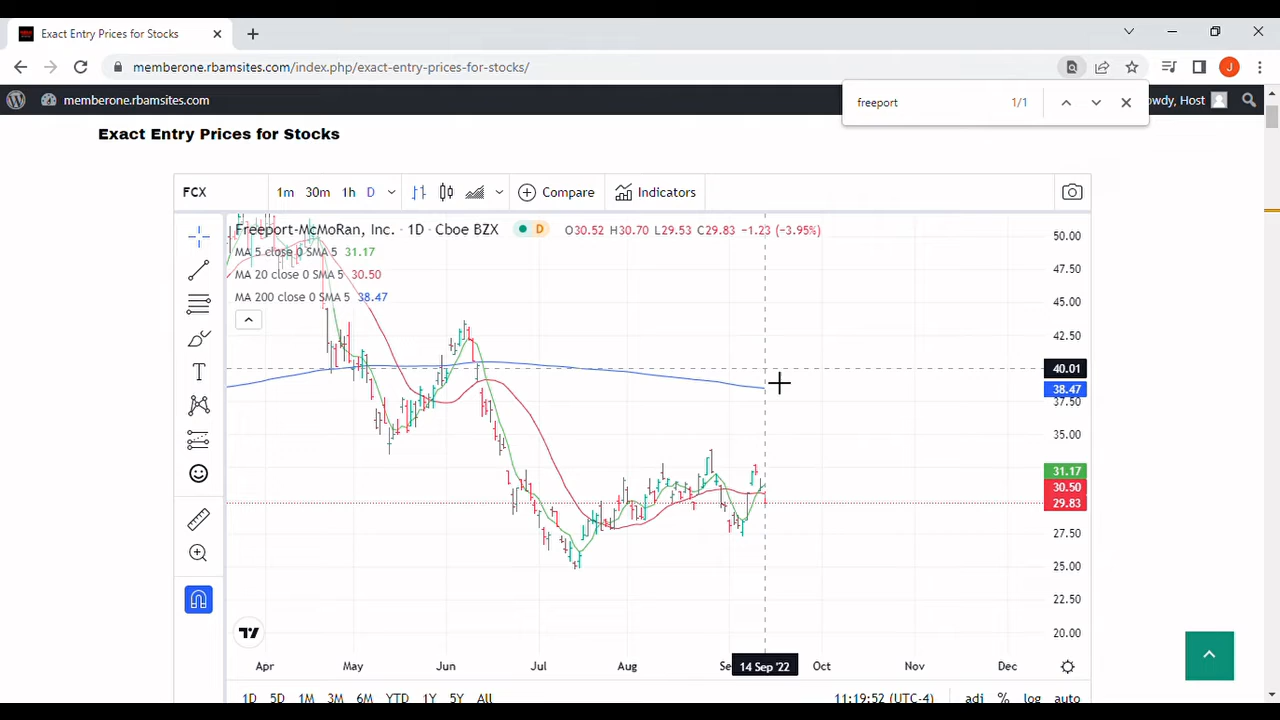 Exact Entry Prices for Stocks
memberone.rbamsites.com/index.php/exact-entry-prices-for-stocks/
J
freeport 1/1
memberone.rbamsites.com
owdy, Host
Exact Entry Prices for Stocks
FCX 1m 30m 1h D Compare Indicators
Freeport-McMoRan, Inc. · 1D · Cboe BZX D O30.52 H30.70 L29.53 C29.83 −1.23 (−3.95%)
MA 5 close 0 SMA 5 31.17
MA 20 close 0 SMA 5 30.50
MA 200 close 0 SMA 5 38.47
50.00
47.50
45.00
42.50
40.01
38.47
37.50
35.00
31.17
30.50
29.83
27.50
25.00
22.50
20.00
T
Apr May Jun Jul Aug Se 14 Sep '22 Oct Nov Dec
1D 5D 1M 3M 6M YTD 1Y 5Y All 11:19:52 (UTC-4) adj % log auto